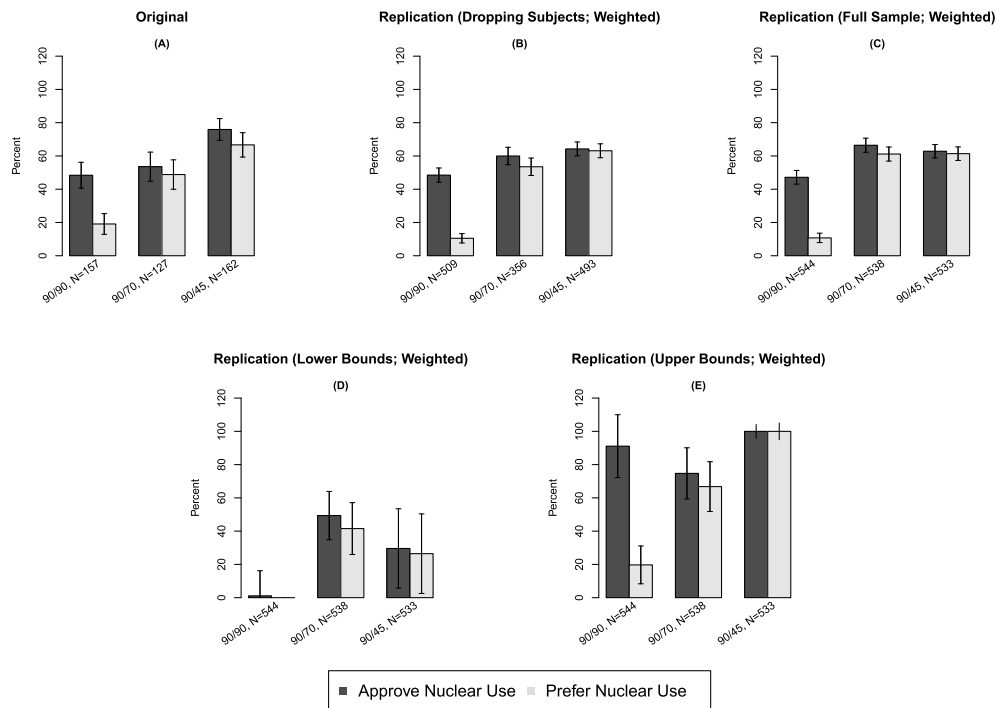 Original
Replication (Dropping Subjects; Weighted)
Replication (Full Sample; Weighted)
(A)
(B)
(C)
Percent
0
20
40
60
80
100
120
90/90, N=157
90/70, N=127
90/45, N=162
Percent
0
20
40
60
80
100
120
90/90, N=509
90/70, N=356
90/45, N=493
Percent
0
20
40
60
80
100
120
90/90, N=544
90/70, N=538
90/45, N=533
Replication (Lower Bounds; Weighted)
Replication (Upper Bounds; Weighted)
(D)
(E)
Percent
0
20
40
60
80
100
120
90/90, N=544
90/70, N=538
90/45, N=533
Percent
0
20
40
60
80
100
120
90/90, N=544
90/70, N=538
90/45, N=533
Approve Nuclear Use
Prefer Nuclear Use